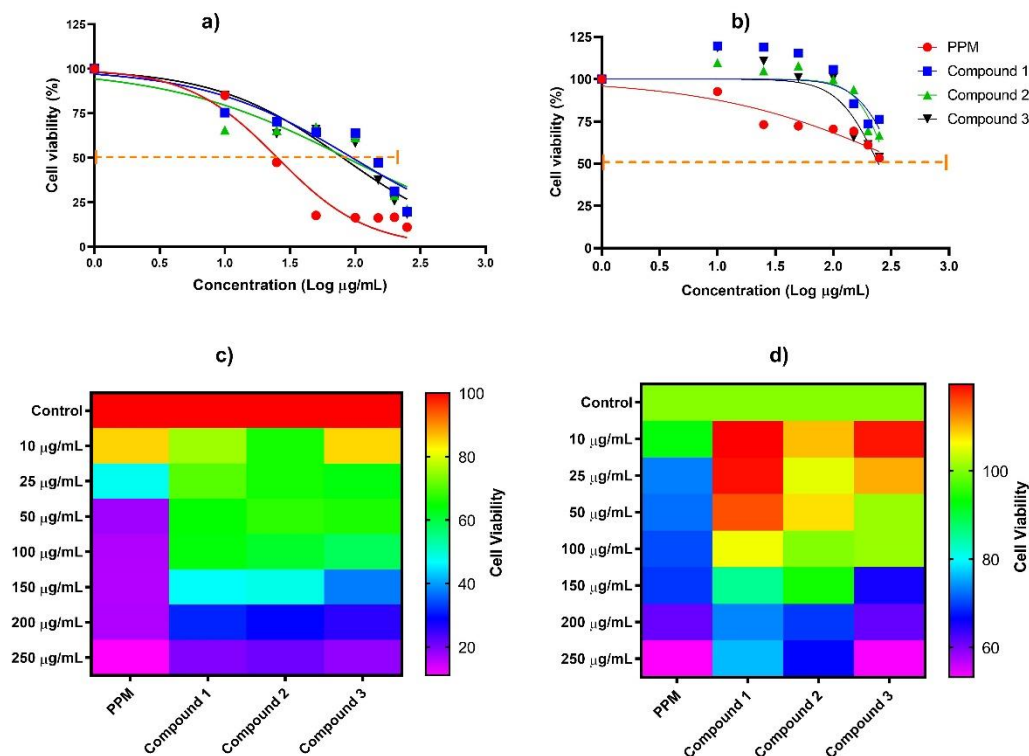 a)
Cell viability (%)
125
100
75
50
25
0
0.0 0.5 1.0 1.5 2.0 2.5 3.0
Concentration (Log µg/mL)
b)
Cell viability (%)
125
100
75
50
25
0
0.0 0.5 1.0 1.5 2.0 2.5 3.0
Concentration (Log µg/mL)
PPM
Compound 1
Compound 2
Compound 3
c)
Control
10 µg/mL
25 µg/mL
50 µg/mL
100 µg/mL
150 µg/mL
200 µg/mL
250 µg/mL
PPM
Compound 1
Compound 2
Compound 3
100
80
60
40
20
Cell Viability
d)
Control
10 µg/mL
25 µg/mL
50 µg/mL
100 µg/mL
150 µg/mL
200 µg/mL
250 µg/mL
PPM
Compound 1
Compound 2
Compound 3
100
80
60
Cell Viability